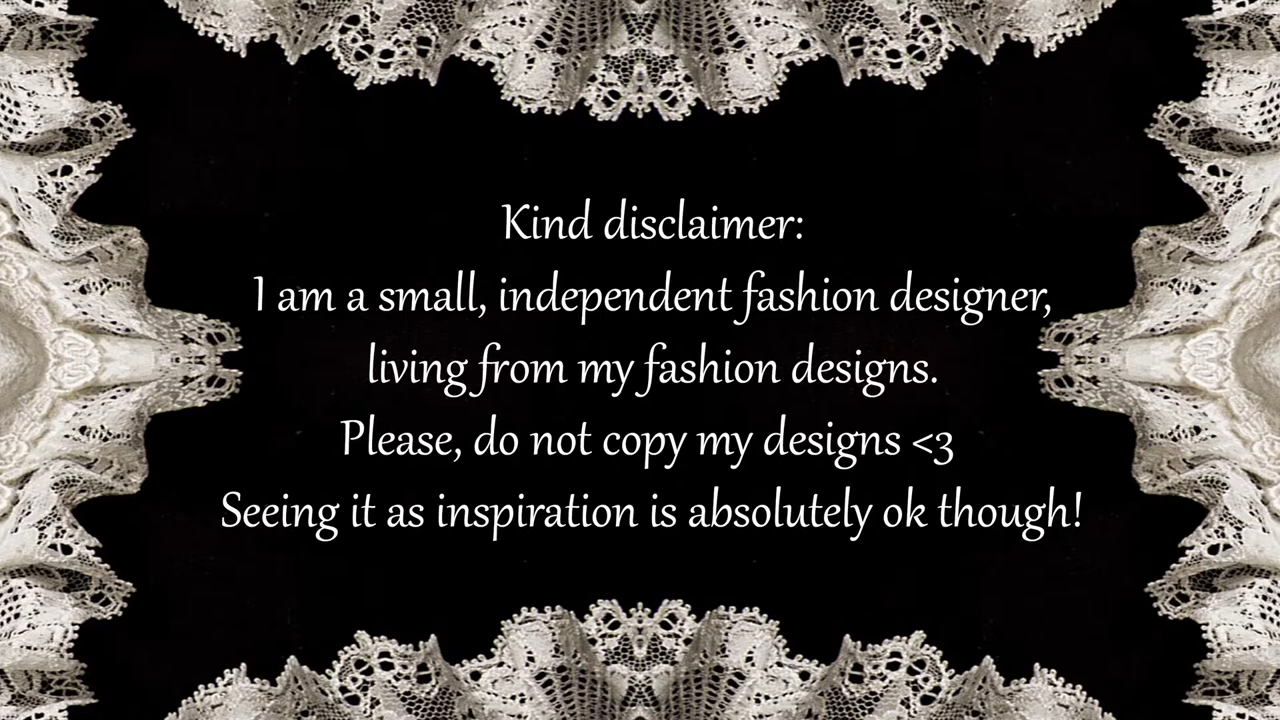 Kind disclaimer:
I am a small, independent fashion designer,
living from my fashion designs.
Please, do not copy my designs <3
Seeing it as inspiration is absolutely ok though!